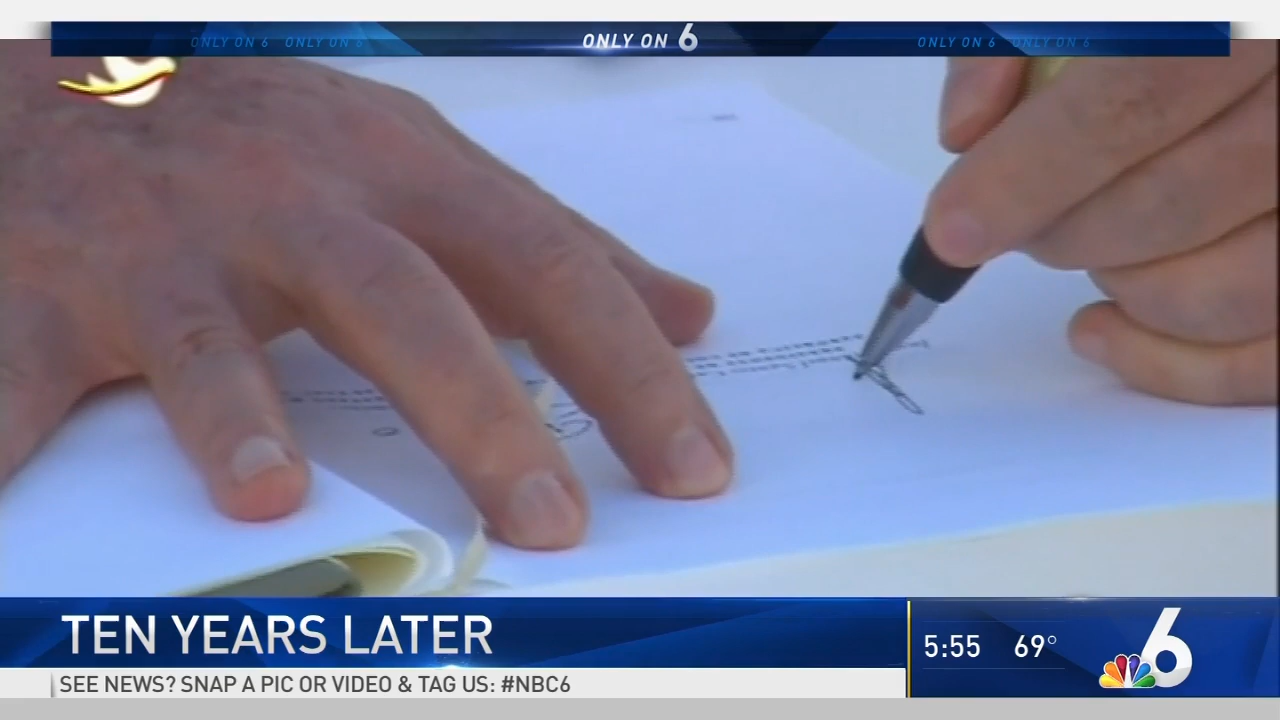 ONLY ON 6 ONLY ON 6
ONLY ON 6
ONLY ON 6 ONLY ON 6
TEN YEARS LATER
5:55 69°
6
SEE NEWS? SNAP A PIC OR VIDEO & TAG US: #NBC6